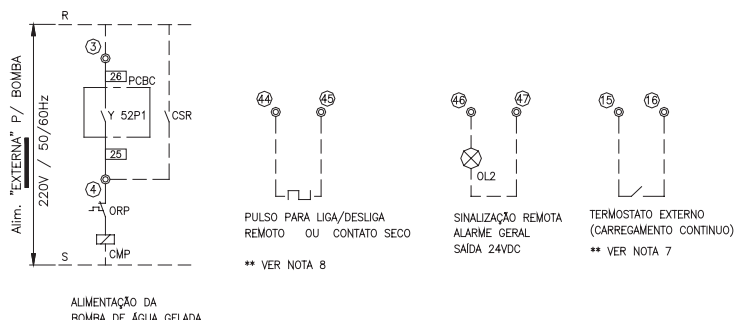 R
Alim. "EXTERNA" P/ BOMBA
220V / 50/60Hz
3
26 PCBC
Y 52P1
CSR
25
4
ORP
CMP
S
ALIMENTAÇÃO DA
BOMBA DE ÁGUA GELADA
44 45
PULSO PARA LIGA/DESLIGA
REMOTO OU CONTATO SECO
** VER NOTA 8
46 47
OL2
SINALIZAÇÃO REMOTA
ALARME GERAL
SAÍDA 24VDC
15 16
TERMOSTATO EXTERNO
(CARREGAMENTO CONTINUO)
** VER NOTA 7